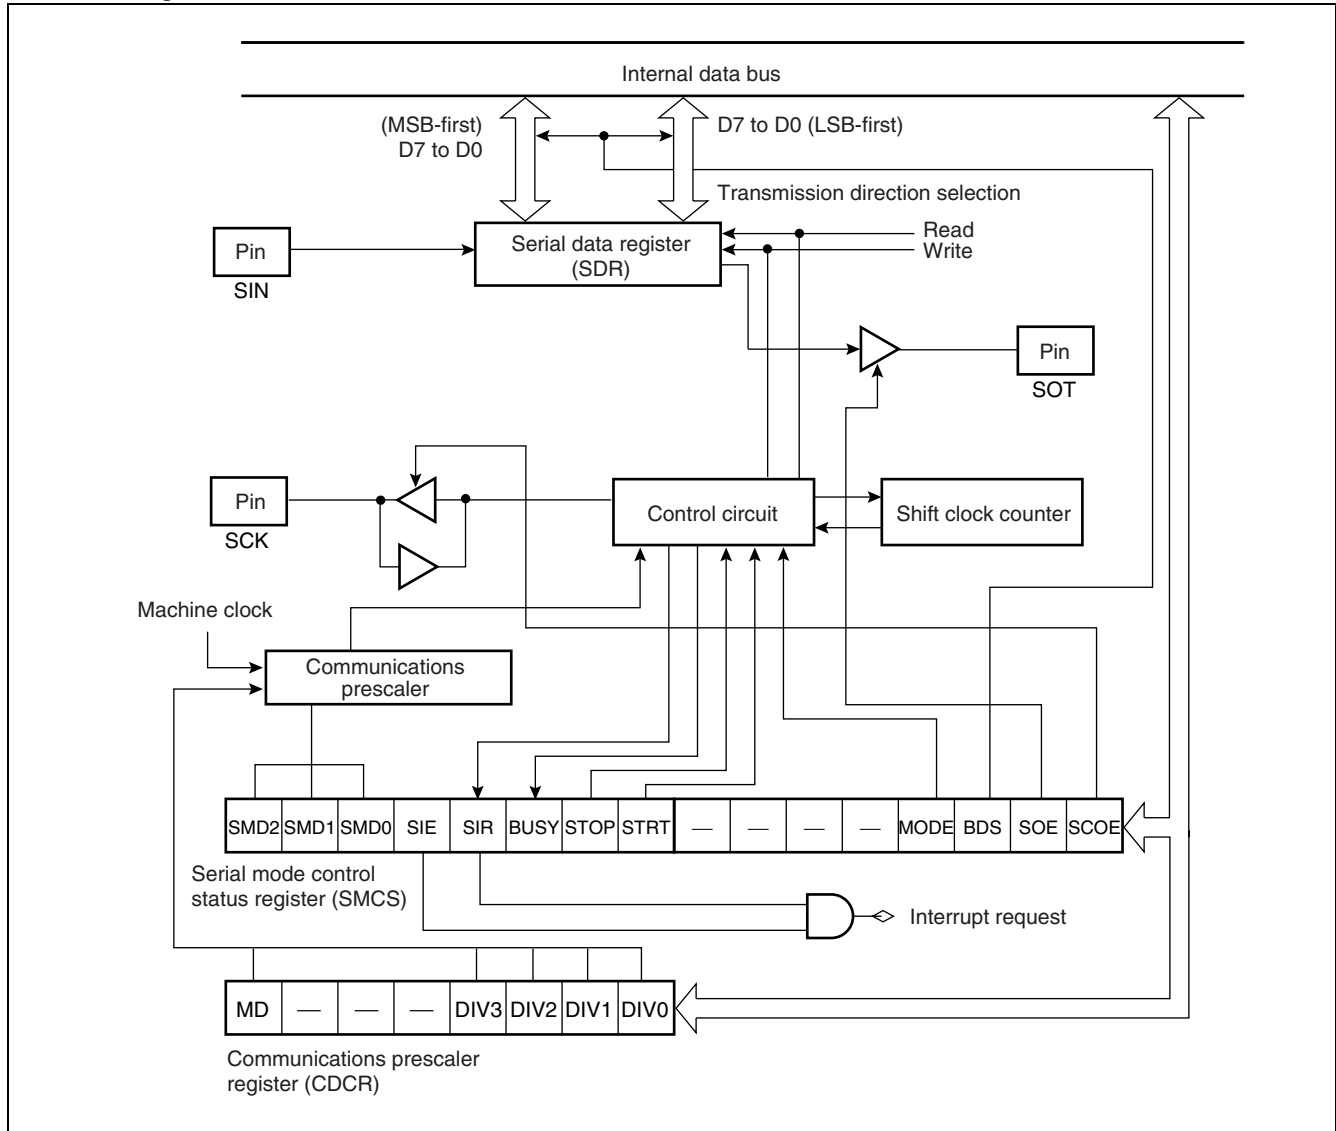 Internal data bus
(MSB-first)
D7 to D0
D7 to D0 (LSB-first)
Transmission direction selection
Pin
SIN
Serial data register
(SDR)
Read
Write
Pin
SOT
Pin
SCK
Control circuit
Shift clock counter
Machine clock
Communications
prescaler
SMD2 SMD1 SMD0 SIE SIR BUSY STOP STRT — — — — MODE BDS SOE SCOE
Serial mode control
status register (SMCS)
Interrupt request
MD — — — DIV3 DIV2 DIV1 DIV0
Communications prescaler
register (CDCR)